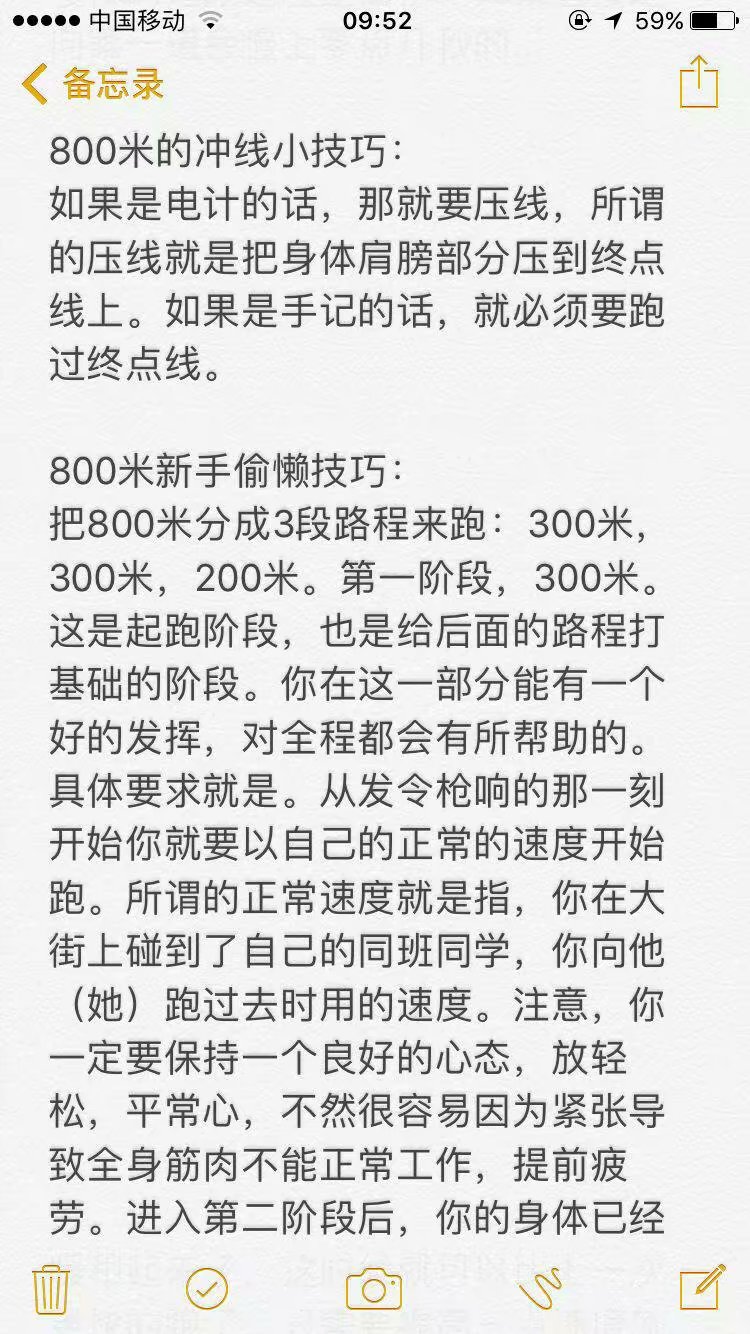 中国移动 09:52 59%
备忘录
800米的冲线小技巧：
如果是电计的话，那就要压线，所谓
的压线就是把身体肩膀部分压到终点
线上。如果是手记的话，就必须要跑
过终点线。
800米新手偷懒技巧：
把800米分成3段路程来跑：300米，
300米，200米。第一阶段，300米。
这是起跑阶段，也是给后面的路程打
基础的阶段。你在这一部分能有一个
好的发挥，对全程都会有所帮助的。
具体要求就是。从发令枪响的那一刻
开始你就要以自己的正常的速度开始
跑。所谓的正常速度就是指，你在大
街上碰到了自己的同班同学，你向他
（她）跑过去时用的速度。注意，你
一定要保持一个良好的心态，放轻
松，平常心，不然很容易因为紧张导
致全身筋肉不能正常工作，提前疲
劳。进入第二阶段后，你的身体已经